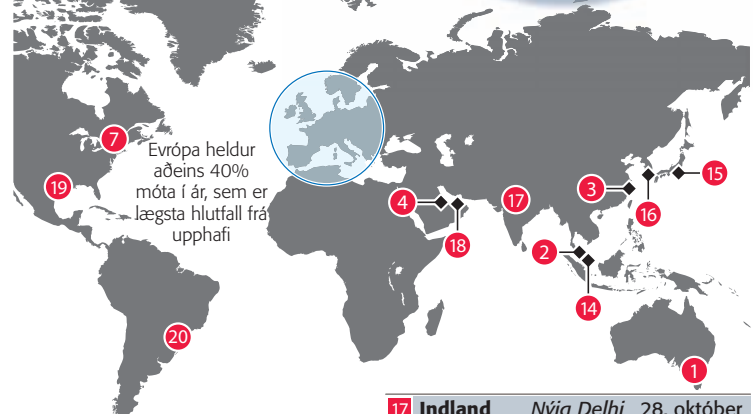 7
Evrópa heldur
aðeins 40%
móta í ár, sem er
lægsta hlutfall frá
upphafi
19
4
18
17
3
15
16
2
14
20
1
17 Indland Nýja Delhi 28. október